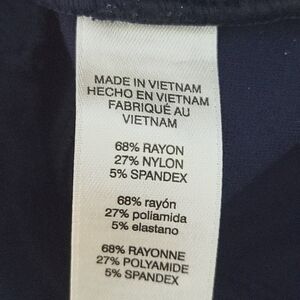 MADE IN VIETNAM
HECHO EN VIETNAM
FABRIQUÉ AU
VIETNAM
68% RAYON
27% NYLON
5% SPANDEX
68% rayón
27% poliamida
5% elastano
68% RAYONNE
27% POLYAMIDE
5% SPANDEX